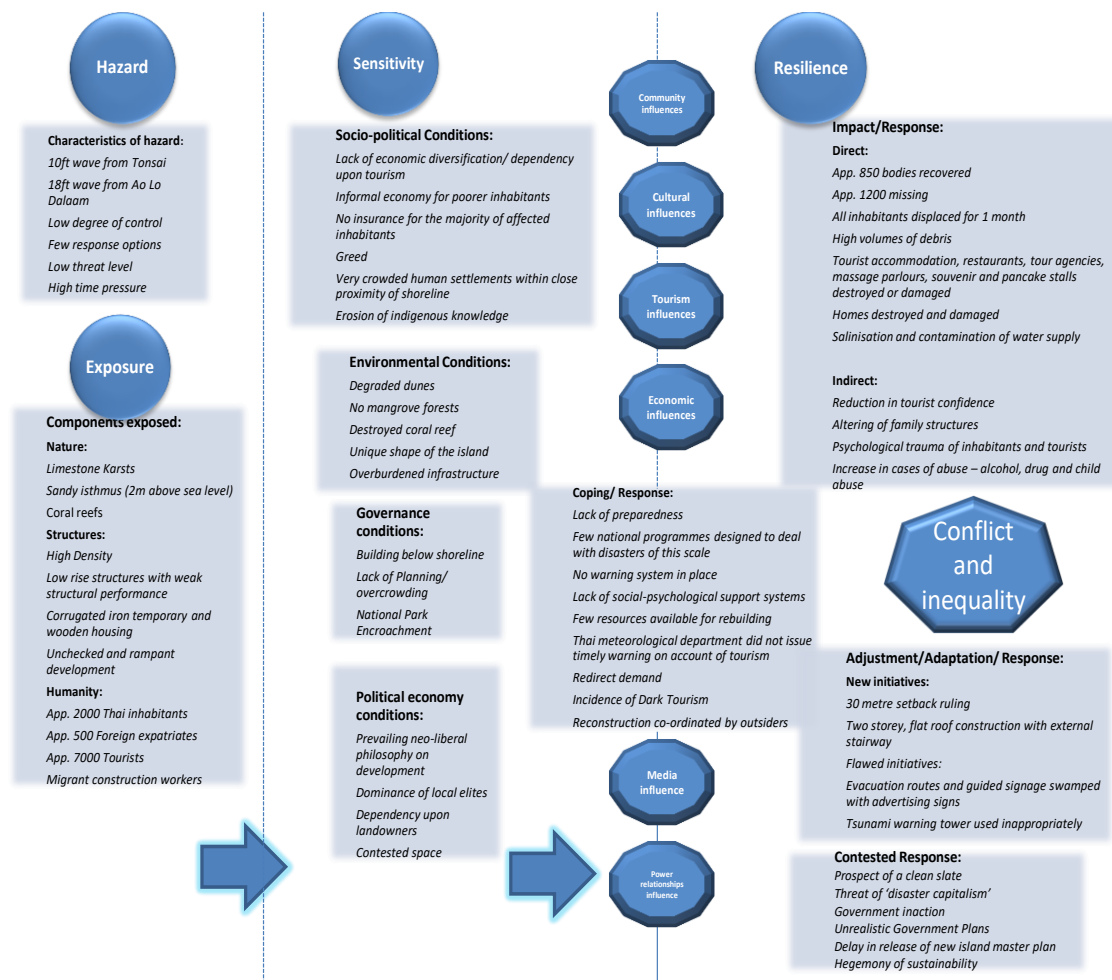 Hazard
Characteristics of hazard:
10ft wave from Tonsai
18ft wave from Ao Lo
Dalaam
Low degree of control
Few response options
Low threat level
High time pressure
Exposure
Components exposed:
Nature:
Limestone Karsts
Sandy isthmus (2m above sea level)
Coral reefs
Structures:
High Density
Low rise structures with weak
structural performance
Corrugated iron temporary and
wooden housing
Unchecked and rampant
development
Humanity:
App. 2000 Thai inhabitants
App. 500 Foreign expatriates
App. 7000 Tourists
Migrant construction workers
Sensitivity
Socio-political Conditions:
Lack of economic diversification/ dependency
upon tourism
Informal economy for poorer inhabitants
No insurance for the majority of affected
inhabitants
Greed
Very crowded human settlements within close
proximity of shoreline
Erosion of indigenous knowledge
Environmental Conditions:
Degraded dunes
No mangrove forests
Destroyed coral reef
Unique shape of the island
Overburdened infrastructure
Governance
conditions:
Building below shoreline
Lack of Planning/
overcrowding
National Park
Encroachment
Political economy
conditions:
Prevailing neo-liberal
philosophy on
development
Dominance of local elites
Dependency upon
landowners
Contested space
Community
influences
Cultural
influences
Tourism
influences
Economic
influences
Coping/ Response:
Lack of preparedness
Few national programmes designed to deal
with disasters of this scale
No warning system in place
Lack of social-psychological support systems
Few resources available for rebuilding
Thai meteorological department did not issue
timely warning on account of tourism
Redirect demand
Incidence of Dark Tourism
Reconstruction co-ordinated by outsiders
Media
influence
Power
relationships
influence
Resilience
Impact/Response:
Direct:
App. 850 bodies recovered
App. 1200 missing
All inhabitants displaced for 1 month
High volumes of debris
Tourist accommodation, restaurants, tour agencies,
massage parlours, souvenir and pancake stalls
destroyed or damaged
Homes destroyed and damaged
Salinisation and contamination of water supply
Indirect:
Reduction in tourist confidence
Altering of family structures
Psychological trauma of inhabitants and tourists
Increase in cases of abuse – alcohol, drug and child
abuse
Conflict
and
inequality
Adjustment/Adaptation/ Response:
New initiatives:
30 metre setback ruling
Two storey, flat roof construction with external
stairway
Flawed initiatives:
Evacuation routes and guided signage swamped
with advertising signs
Tsunami warning tower used inappropriately
Contested Response:
Prospect of a clean slate
Threat of ‘disaster capitalism’
Government inaction
Unrealistic Government Plans
Delay in release of new island master plan
Hegemony of sustainability